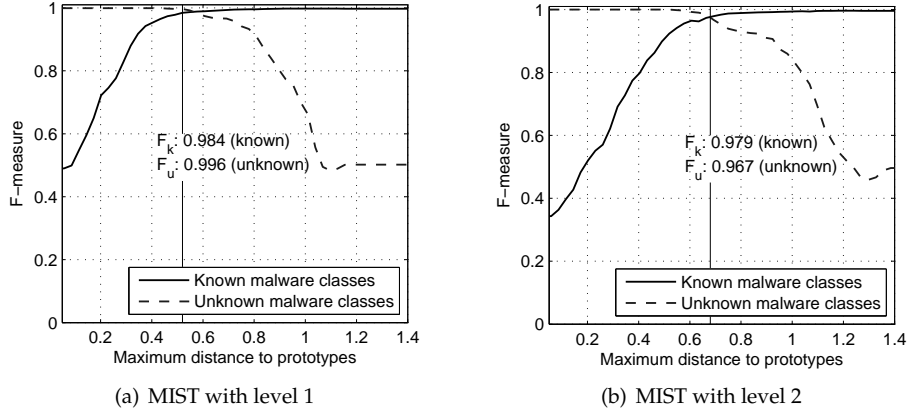 F-measure
1
0.8
0.6
0.4
0.2
0
F_k: 0.984 (known)
F_u: 0.996 (unknown)
Known malware classes
Unknown malware classes
0.2 0.4 0.6 0.8 1 1.2 1.4
Maximum distance to prototypes
(a) MIST with level 1
F-measure
1
0.8
0.6
0.4
0.2
0
F_k: 0.979 (known)
F_u: 0.967 (unknown)
Known malware classes
Unknown malware classes
0.2 0.4 0.6 0.8 1 1.2 1.4
Maximum distance to prototypes
(b) MIST with level 2